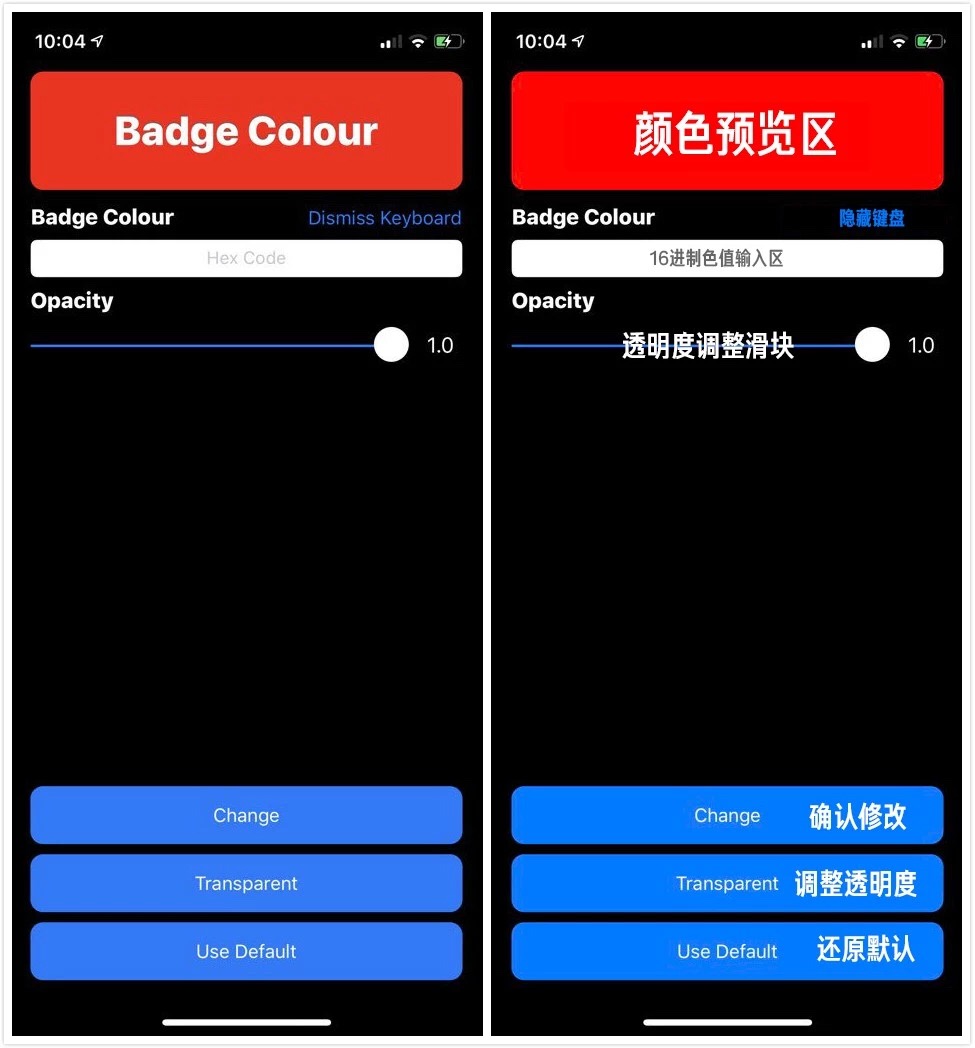 10:04
Badge Colour
Badge Colour
Dismiss Keyboard
Hex Code
Opacity
1.0
Change
Transparent
Use Default
10:04
颜色预览区
Badge Colour
隐藏键盘
16进制色值输入区
Opacity
透明度调整滑块
1.0
Change 确认修改
Transparent 调整透明度
Use Default 还原默认